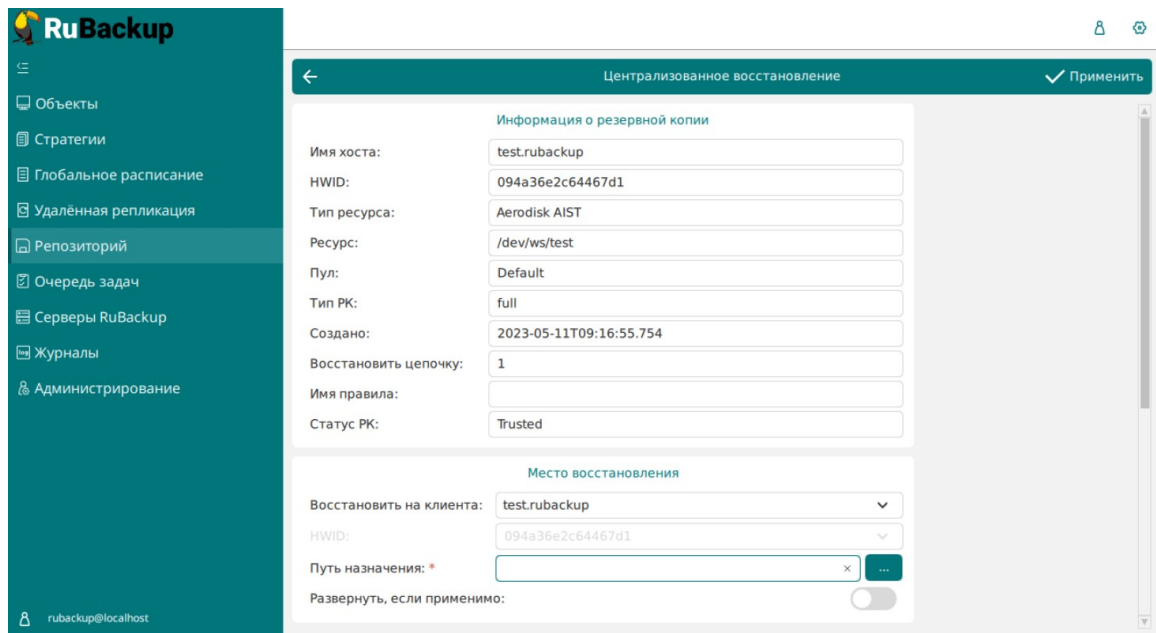 RuBackup
Объекты
Стратегии
Глобальное расписание
Удалённая репликация
Репозиторий
Очередь задач
Серверы RuBackup
log Журналы
Администрирование
rubackup@localhost
Централизованное восстановление
Применить
Информация о резервной копии
Имя хоста: test.rubackup
HWID: 094a36e2c64467d1
Тип ресурса: Aerodisk AIST
Ресурс: /dev/ws/test
Пул: Default
Тип РК: full
Создано: 2023-05-11T09:16:55.754
Восстановить цепочку: 1
Имя правила:
Статус РК: Trusted
Место восстановления
Восстановить на клиента: test.rubackup
HWID: 094a36e2c64467d1
Путь назначения: * ...
Развернуть, если применимо: